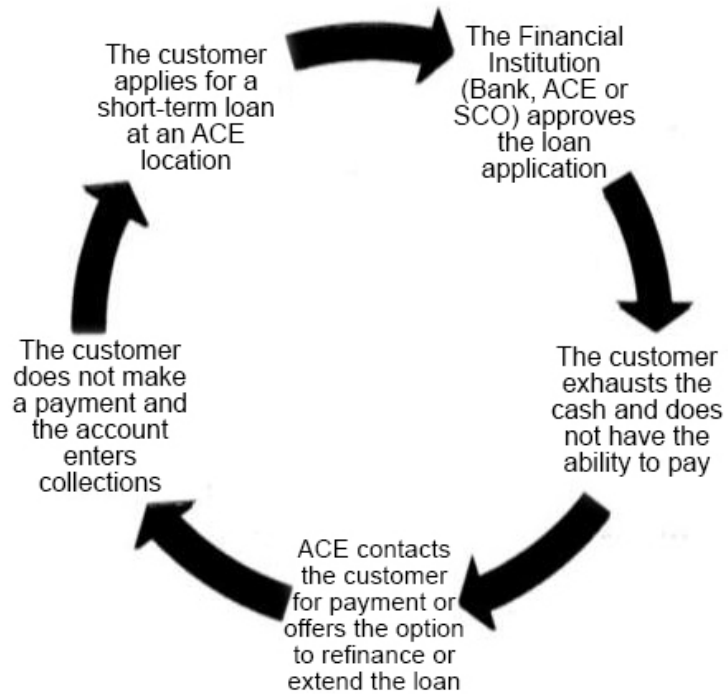 The customer
applies for a
short-term loan
at an ACE
location
The Financial
Institution
(Bank, ACE or
SCO) approves
the loan
application
The customer
exhausts the
cash and does
not have the
ability to pay
ACE contacts
the customer
for payment or
offers the option
to refinance or
extend the loan
The customer
does not make
a payment and
the account
enters
collections